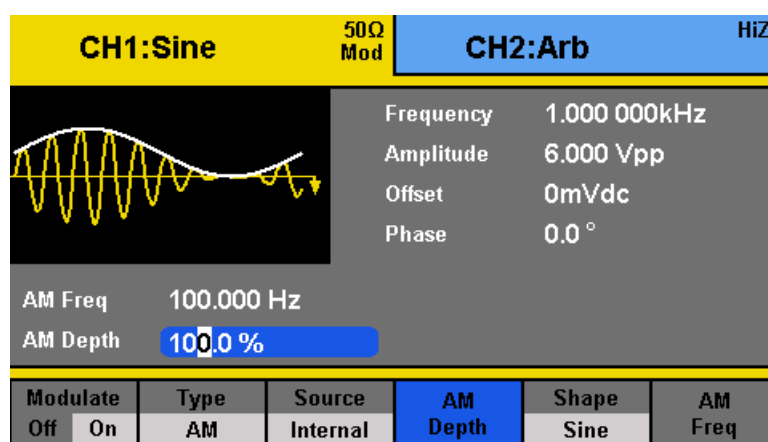 CH1:Sine
50Ω
Mod
CH2:Arb
HiZ
Frequency 1.000 000kHz
Amplitude 6.000 Vpp
Offset 0mVdc
Phase 0.0 °
AM Freq 100.000 Hz
AM Depth 100.0 %
Modulate Type Source AM Shape AM
Off On AM Internal Depth Sine Freq